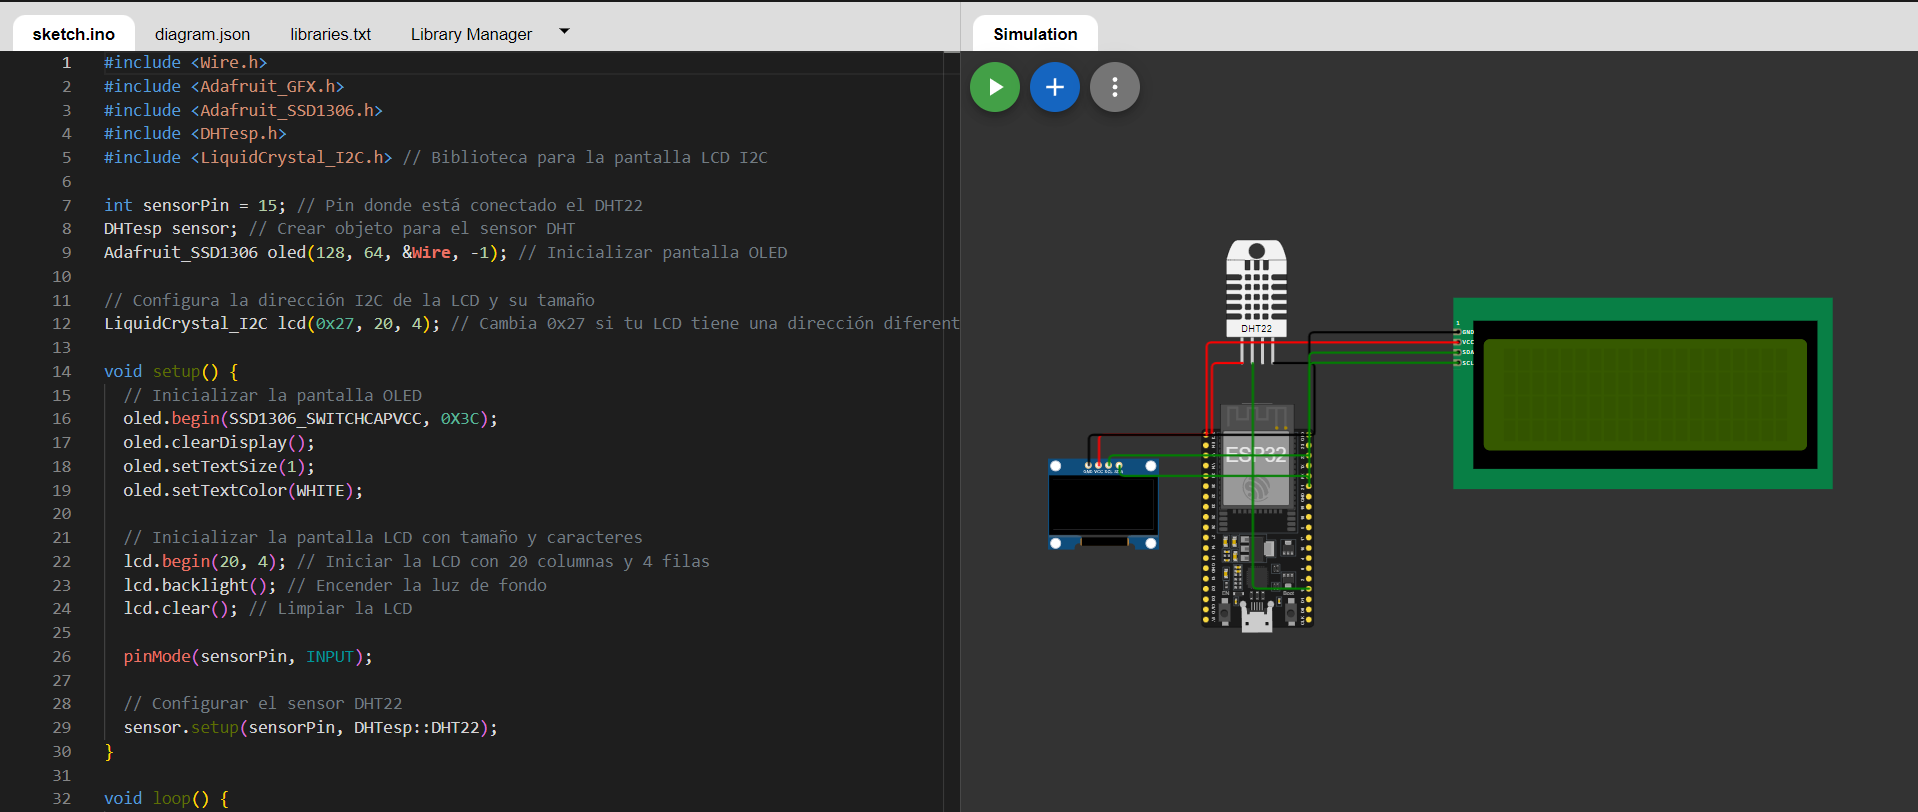 sketch.ino diagram.json libraries.txt Library Manager
1 #include <Wire.h>
2 #include <Adafruit_GFX.h>
3 #include <Adafruit_SSD1306.h>
4 #include <DHTesp.h>
5 #include <LiquidCrystal_I2C.h> // Biblioteca para la pantalla LCD I2C
6
7 int sensorPin = 15; // Pin donde está conectado el DHT22
8 DHTesp sensor; // Crear objeto para el sensor DHT
9 Adafruit_SSD1306 oled(128, 64, &Wire, -1); // Inicializar pantalla OLED
10
11 // Configura la dirección I2C de la LCD y su tamaño
12 LiquidCrystal_I2C lcd(0x27, 20, 4); // Cambia 0x27 si tu LCD tiene una dirección diferent
13
14 void setup() {
15 // Inicializar la pantalla OLED
16 oled.begin(SSD1306_SWITCHCAPVCC, 0X3C);
17 oled.clearDisplay();
18 oled.setTextSize(1);
19 oled.setTextColor(WHITE);
20
21 // Inicializar la pantalla LCD con tamaño y caracteres
22 lcd.begin(20, 4); // Iniciar la LCD con 20 columnas y 4 filas
23 lcd.backlight(); // Encender la luz de fondo
24 lcd.clear(); // Limpiar la LCD
25
26 pinMode(sensorPin, INPUT);
27
28 // Configurar el sensor DHT22
29 sensor.setup(sensorPin, DHTesp::DHT22);
30 }
31
32 void loop() {
Simulation
DHT22
1
GND
VCC
SDA
SCL
GND VCC SCL
ESP32
EN
Boot